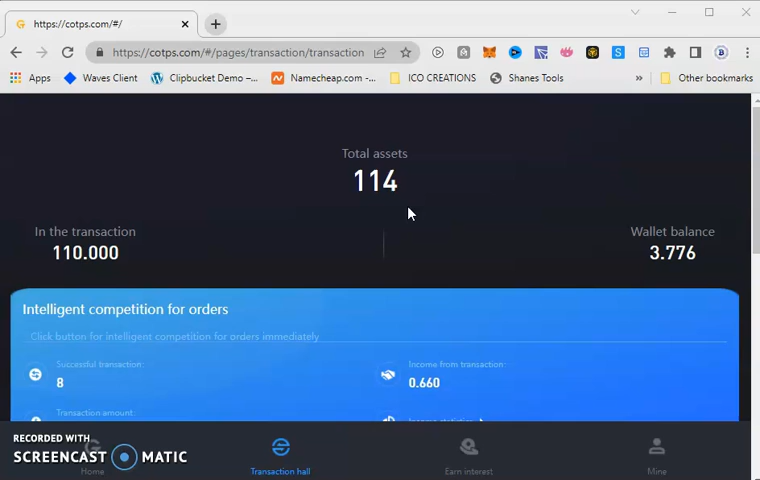 https://cotps.com/#/
https://cotps.com/#/pages/transaction/transaction
Apps
Waves Client
Clipbucket Demo –...
Namecheap.com -...
ICO CREATIONS
Shanes Tools
»
Other bookmarks
Total assets
114
In the transaction
110.000
Wallet balance
3.776
Intelligent competition for orders
Click button for intelligent competition for orders immediately
Successful transaction:
8
Income from transaction:
0.660
Transaction amount:
RECORDED WITH
SCREENCAST MATIC
Home
Transaction hall
Earn interest
Mine